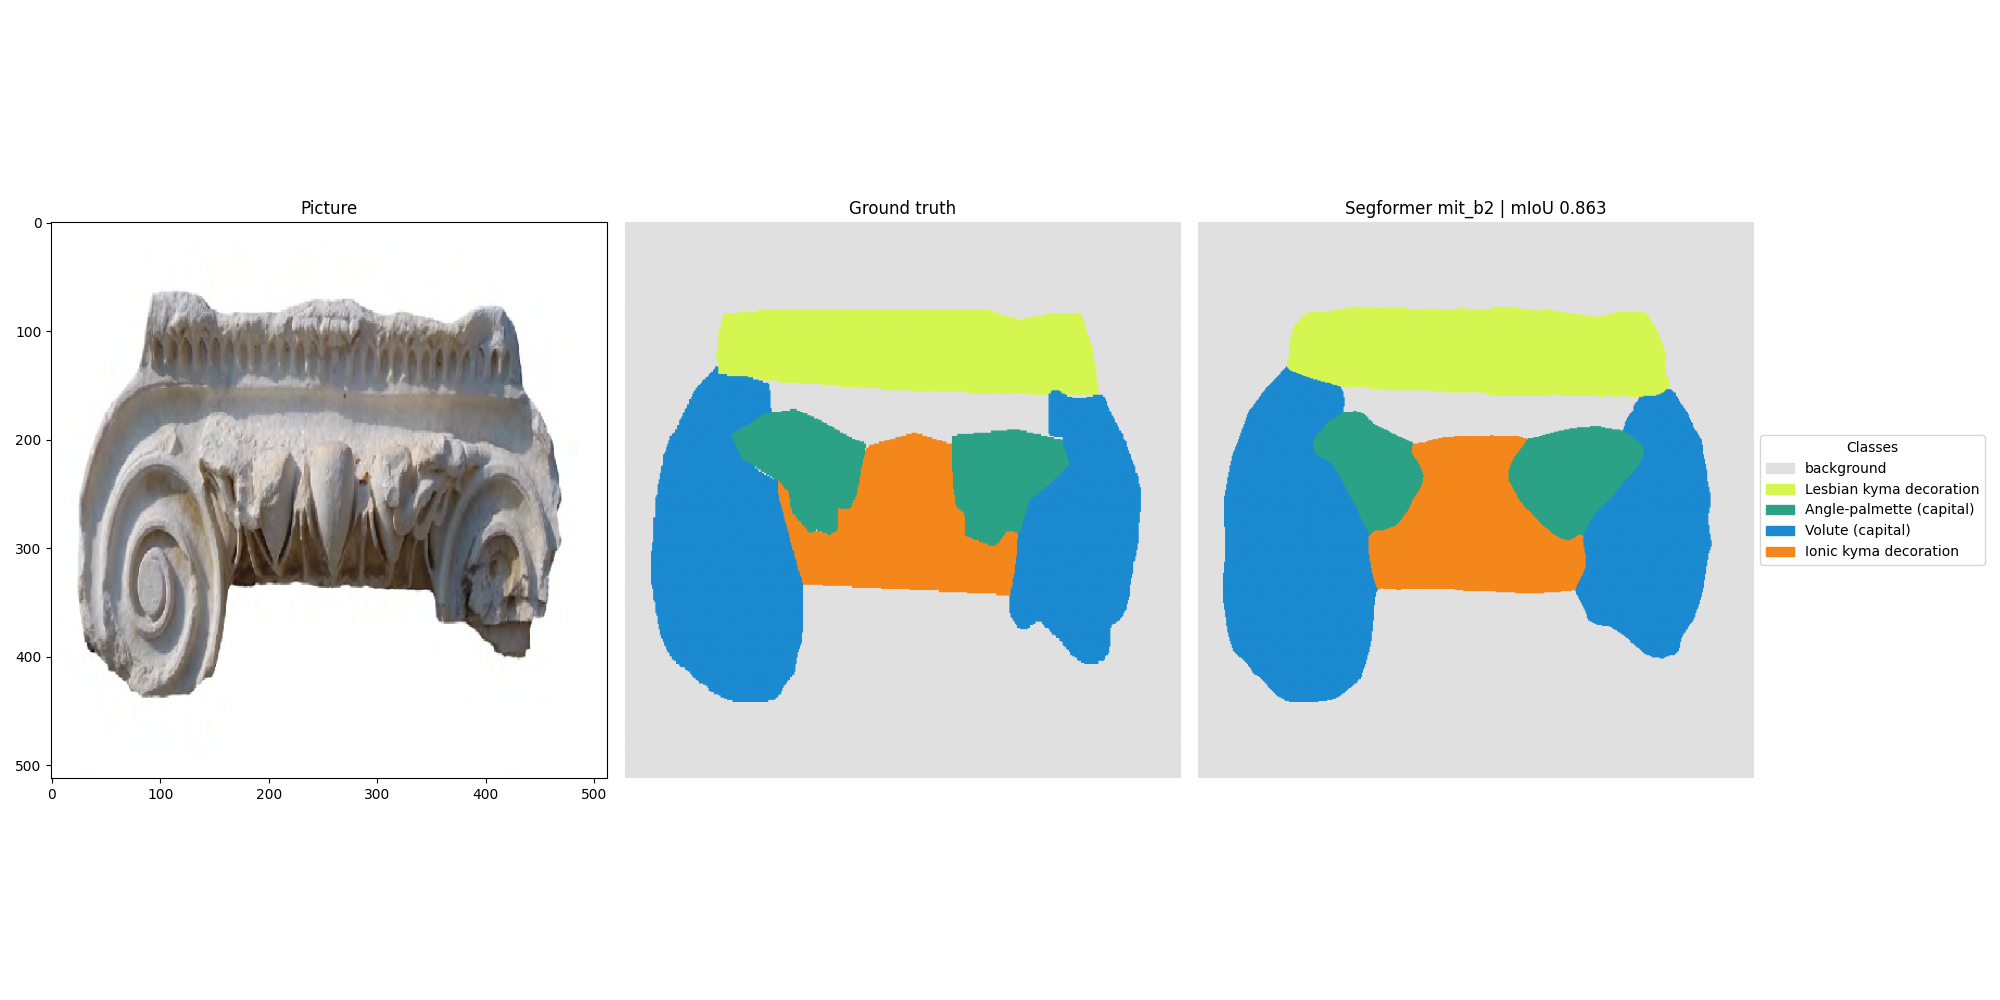 Picture
Ground truth
Segformer mit_b2 | mIoU 0.863
0
100
200
300
400
500
0 100 200 300 400 500
Classes
background
Lesbian kyma decoration
Angle-palmette (capital)
Volute (capital)
Ionic kyma decoration